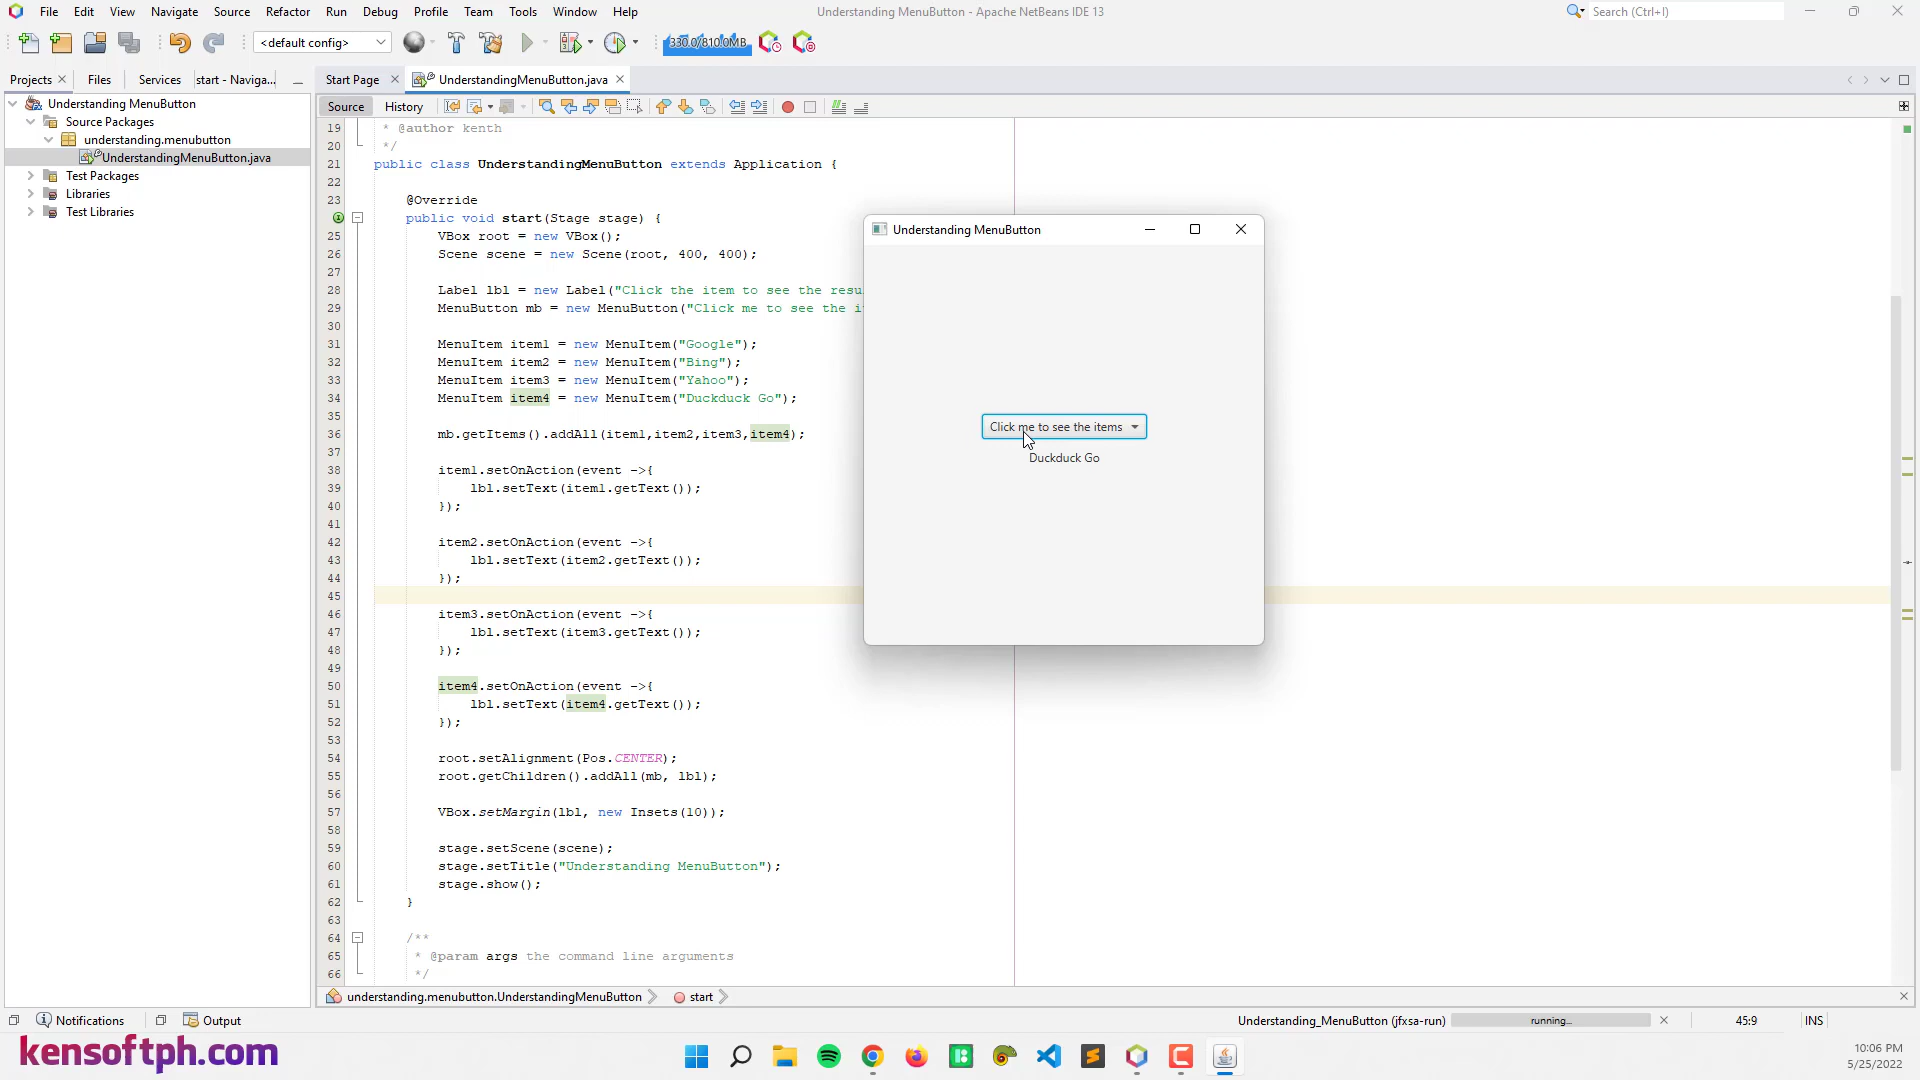 File Edit View Navigate Source Refactor Run Debug Profile Team Tools Window Help
Understanding MenuButton - Apache NetBeans IDE 13
Search (Ctrl+I)
<default config>
330.0/810.0MB
Projects Files Services start - Naviga...
Start Page UnderstandingMenuButton.java
Source History
Understanding MenuButton
Source Packages
understanding.menubutton
UnderstandingMenuButton.java
Test Packages
Libraries
Test Libraries
19 * @author kenth
20 */
21 public class UnderstandingMenuButton extends Application {
22
23 @Override
public void start(Stage stage) {
25 VBox root = new VBox();
26 Scene scene = new Scene(root, 400, 400);
27
28 Label lbl = new Label("Click the item to see the resu
29 MenuButton mb = new MenuButton("Click me to see the i
30
31 MenuItem item1 = new MenuItem("Google");
32 MenuItem item2 = new MenuItem("Bing");
33 MenuItem item3 = new MenuItem("Yahoo");
34 MenuItem item4 = new MenuItem("Duckduck Go");
35
36 mb.getItems().addAll(item1,item2,item3,item4);
37
38 item1.setOnAction(event ->{
39 lbl.setText(item1.getText());
40 });
41
42 item2.setOnAction(event ->{
43 lbl.setText(item2.getText());
44 });
45
46 item3.setOnAction(event ->{
47 lbl.setText(item3.getText());
48 });
49
50 item4.setOnAction(event ->{
51 lbl.setText(item4.getText());
52 });
53
54 root.setAlignment(Pos.CENTER);
55 root.getChildren().addAll(mb, lbl);
56
57 VBox.setMargin(lbl, new Insets(10));
58
59 stage.setScene(scene);
60 stage.setTitle("Understanding MenuButton");
61 stage.show();
62 }
63
64 /**
65 * @param args the command line arguments
66 */
Understanding MenuButton
Click me to see the items
Duckduck Go
understanding.menubutton.UnderstandingMenuButton start
Notifications Output
Understanding_MenuButton (jfxsa-run) running... 45:9 INS
kensoftph.com
10:06 PM
5/25/2022